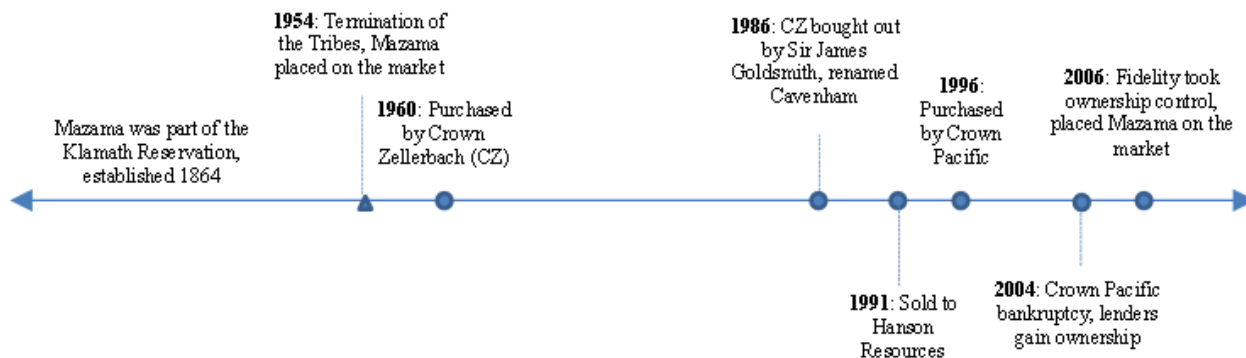 Mazama was part of the
Klamath Reservation,
established 1864
1954: Termination of
the Tribes, Mazama
placed on the market
1960: Purchased
by Crown
Zellerbach (CZ)
1986: CZ bought out
by Sir James
Goldsmith, renamed
Cavenham
1991: Sold to
Hanson
Resources
1996:
Purchased
by Crown
Pacific
2004: Crown Pacific
bankruptcy, lenders
gain ownership
2006: Fidelity took
ownership control,
placed Mazama on the
market